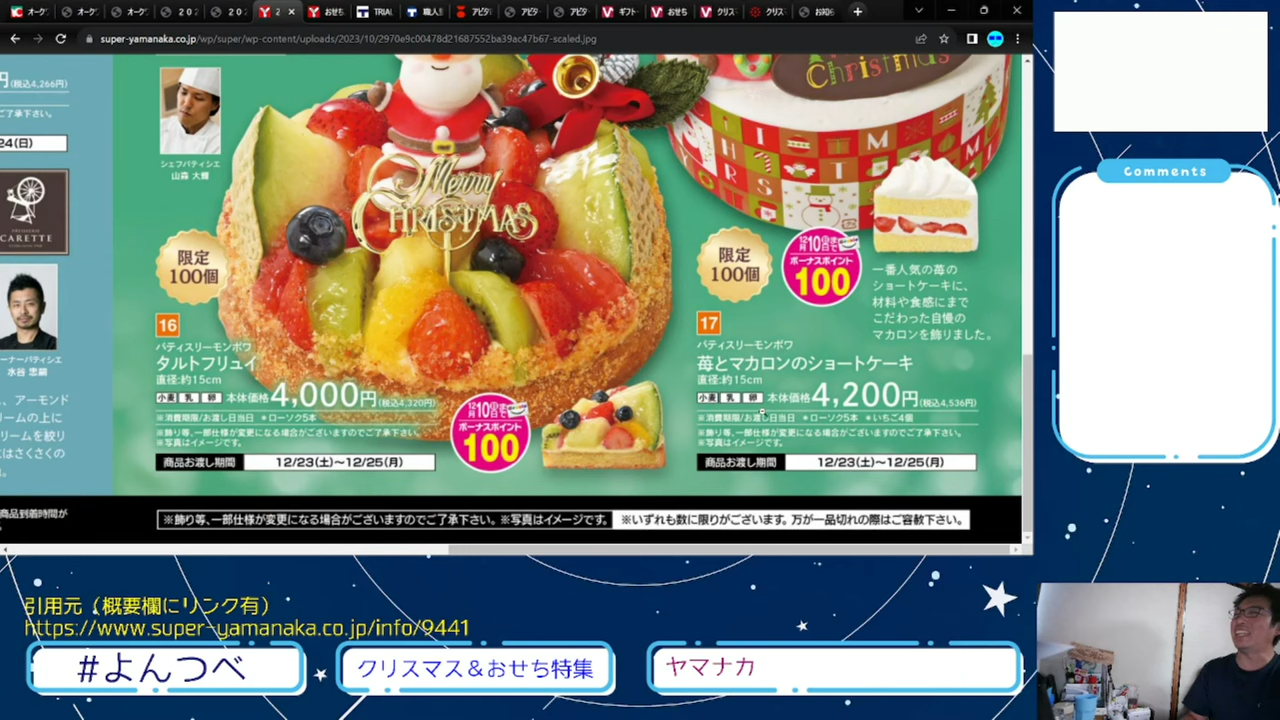 super-yamanaka.co.jp/wp/super/wp-content/uploads/2023/10/2970e9c00478d21687552ba39ac47b67-scaled.jpg
円(税込4,266円)
ご了承下さい。
24(日)
CARETTE
ーナーパティシエ
水谷 忠嗣
、アーモンド
リームの上に
リームを絞り
はさくさくの
商品到着時間が
シェフパティシエ
山森 大輝
Merry
CHRISTMAS
限定
100個
16
パティスリーモンボワ
タルトフリュイ
直径:約15cm
小麦 乳 卵 本体価格4,000円(税込4,320円)
※消費期限/お渡し日当日 ＊ローソク5本
※飾り等、一部仕様が変更になる場合がございますのでご了承下さい。
※写真はイメージです。
商品お渡し期間 12/23(土)〜12/25(月)
12月10日(日)まで
ボーナスポイント
100
Christmas
限定
100個
12月10日(日)まで
ボーナスポイント
100
一番人気の苺の
ショートケーキに、
材料や食感にまで
こだわった自慢の
マカロンを飾りました。
17
パティスリーモンボワ
苺とマカロンのショートケーキ
直径:約15cm
小麦 乳 卵 本体価格4,200円(税込4,536円)
※消費期限/お渡し日当日 ＊ローソク5本 ＊いちご4個
※飾り等、一部仕様が変更になる場合がございますのでご了承下さい。
※写真はイメージです。
商品お渡し期間 12/23(土)〜12/25(月)
※飾り等、一部仕様が変更になる場合がございますのでご了承下さい。※写真はイメージです。
※いずれも数に限りがございます。万が一品切れの際はご容赦下さい。
Comments
引用元（概要欄にリンク有）
https://www.super-yamanaka.co.jp/info/9441
#よんつべ
クリスマス＆おせち特集
ヤマナカ